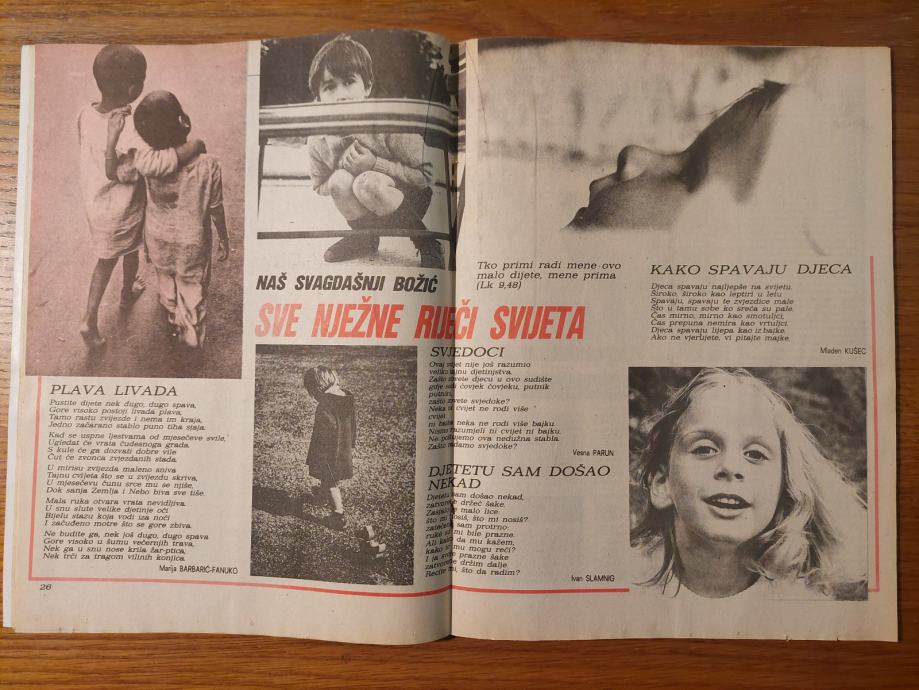 NAŠ SVAGDAŠNJI BOŽIĆ
SVE NJEŽNE RIJEČI SVIJETA
PLAVA LIVADA
Pustite dijete nek dugo, dugo spava,
Gore visoko postoji livada plava,
Tamo rastu zvijezde i nema im kraja,
Jedno začarano stablo puno tiha sjaja.
Kad se uspne ljestvama od mjesečeve svile,
Ugledat će vrata čudesnoga grada.
S kule će ga dozvati dobre vile
Čut će zvonca zvjezdanih stada.
U mirisu zvijezda maleno sniva
Tajnu cvijeta što se u zvijezdu skriva,
U mjesečevu čunu srce mu se njiše,
Dok sanja Zemlja i Nebo biva sve tiše.
Mala ruka otvara vrata nevidljiva.
U snu slute velike djetinje oči
Bijelu stazu koja vodi iza noći
I začuđeno motre što se gore zbiva.
Ne budite ga, nek još dugo, dugo spava
Gore visoko u šumu večernjih trava,
Nek ga u snu nose krila žar-ptica,
Nek trči za tragom vilinih konjica.
Marija BARBARIĆ-FANUKO
26
Tko primi radi mene ovo
malo dijete, mene prima
(Lk 9,48)
SVJEDOCI
Ovaj svijet nije još razumio
veliku tajnu djetinjstva.
Zašto zovete djecu u ovo sudište
gdje sudi čovjek čovjeku, putnik
putniku,
zašto zovete svjedoke?
Neka u cvijet ne rodi više
cvijet
ni bajka neka ne rodi više bajku.
Nismo razumjeli ni cvijet ni bajku.
Ne poštujemo ova nedužna stabla.
Zašto nadamo svjedoke?
Vesna PARUN
DJETETU SAM DOŠAO
NEKAD
Djetetu sam došao nekad,
zatvorene držeć šake.
Zasjalo je malo lice:
što mi nosiš, što mi nosiš?
zatečen sam protrno:
ruke su mi bile prazne.
Ali kako da mu kažem,
kako to mu mogu reći?
I ja svoje prazne šake
zatvorene držim dalje.
Recite mi, što da radim?
Ivan SLAMNIG
KAKO SPAVAJU DJECA
Djeca spavaju najljepše na svijetu.
Široko, široko kao leptiri u letu
Spavaju, spavaju te zvjezdice male
Što u tamu sobe ko sreća su pale.
Čas mirno, mirno kao smotuljci,
Čas prepuna nemira kao vrtuljci.
Djeca spavaju lijepa kao iz bajke.
Ako ne vjerujete, vi pitajte majke.
Mladen KUŠEC